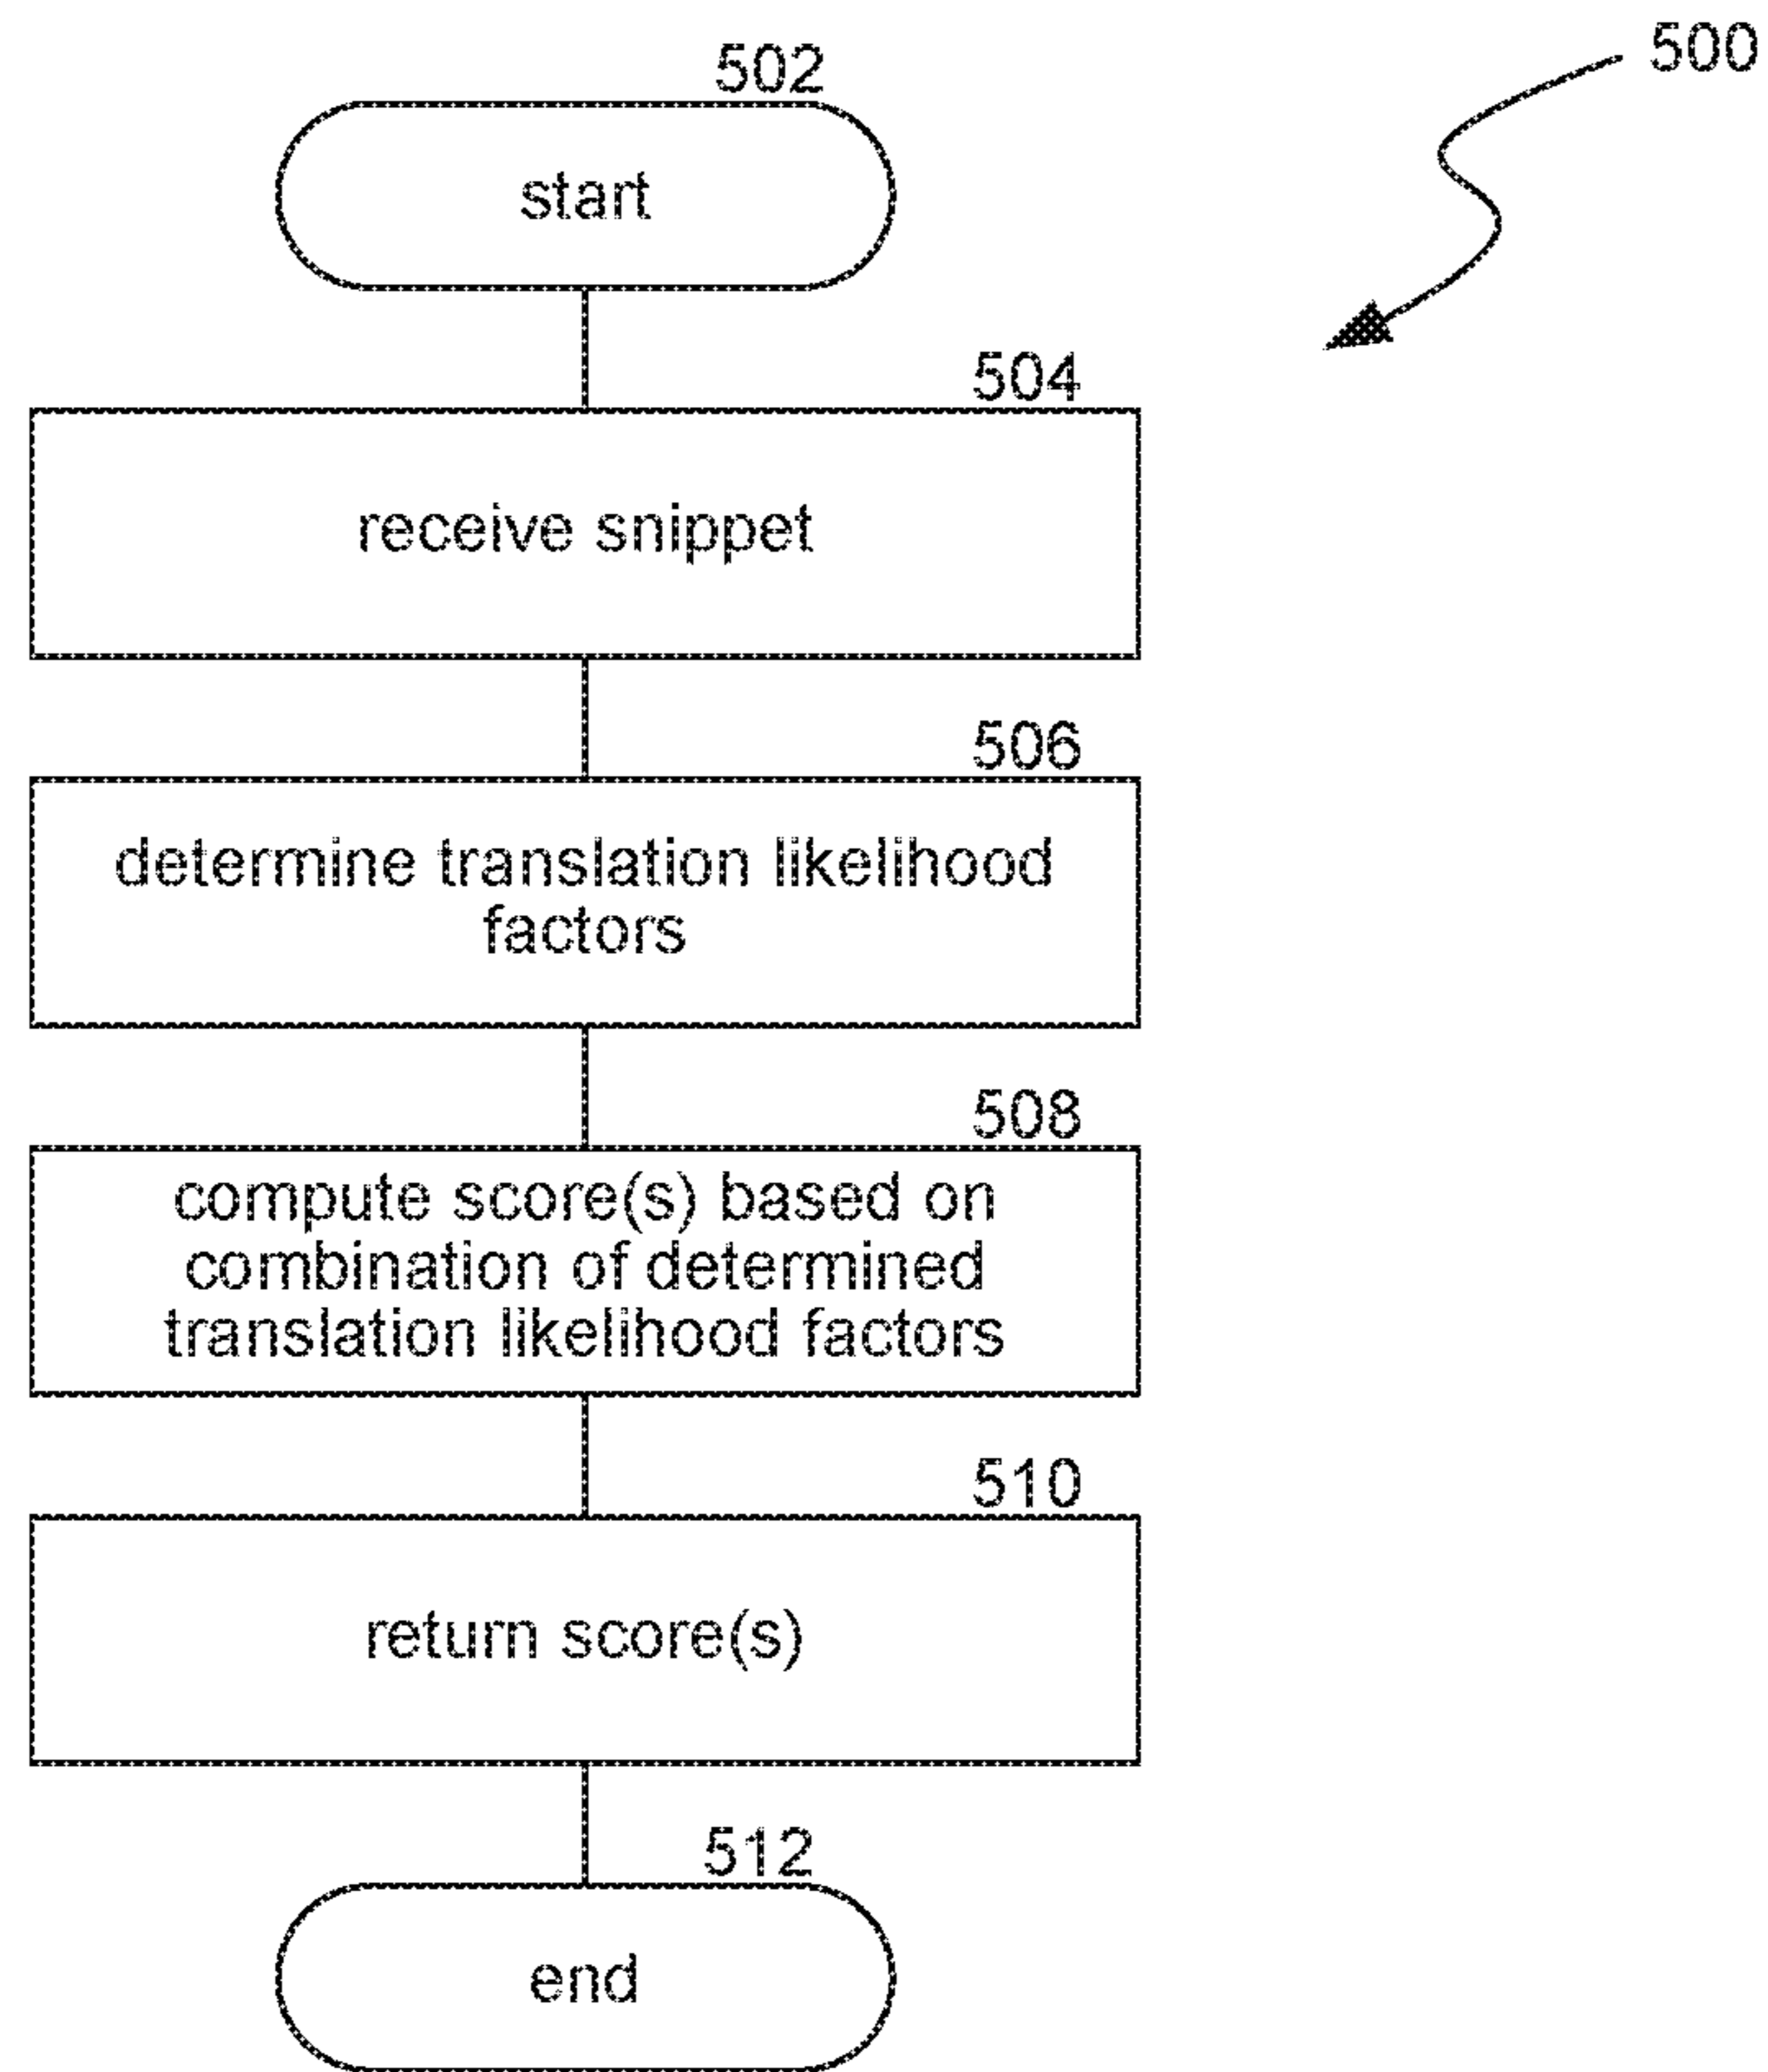 500
502
start
504
receive snippet
506
determine translation likelihood
factors
508
compute score(s) based on
combination of determined
translation likelihood factors
510
return score(s)
512
end